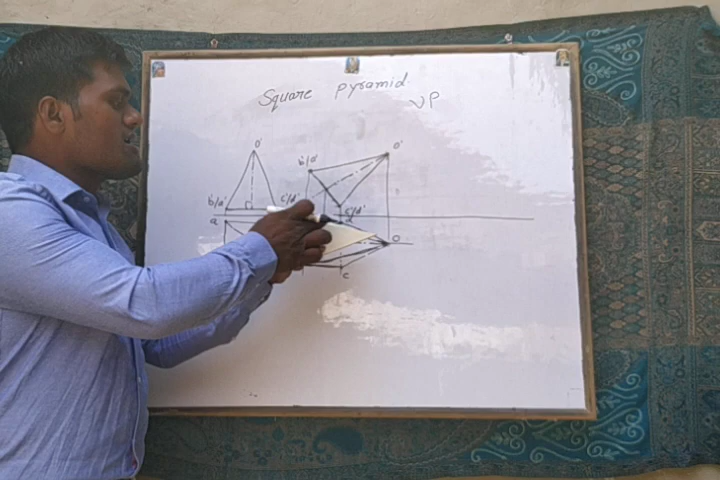 Square pyramid
VP
o'
o'
b'/a'
b'/a'
c'/d'
c'/d'
a
d
o
c